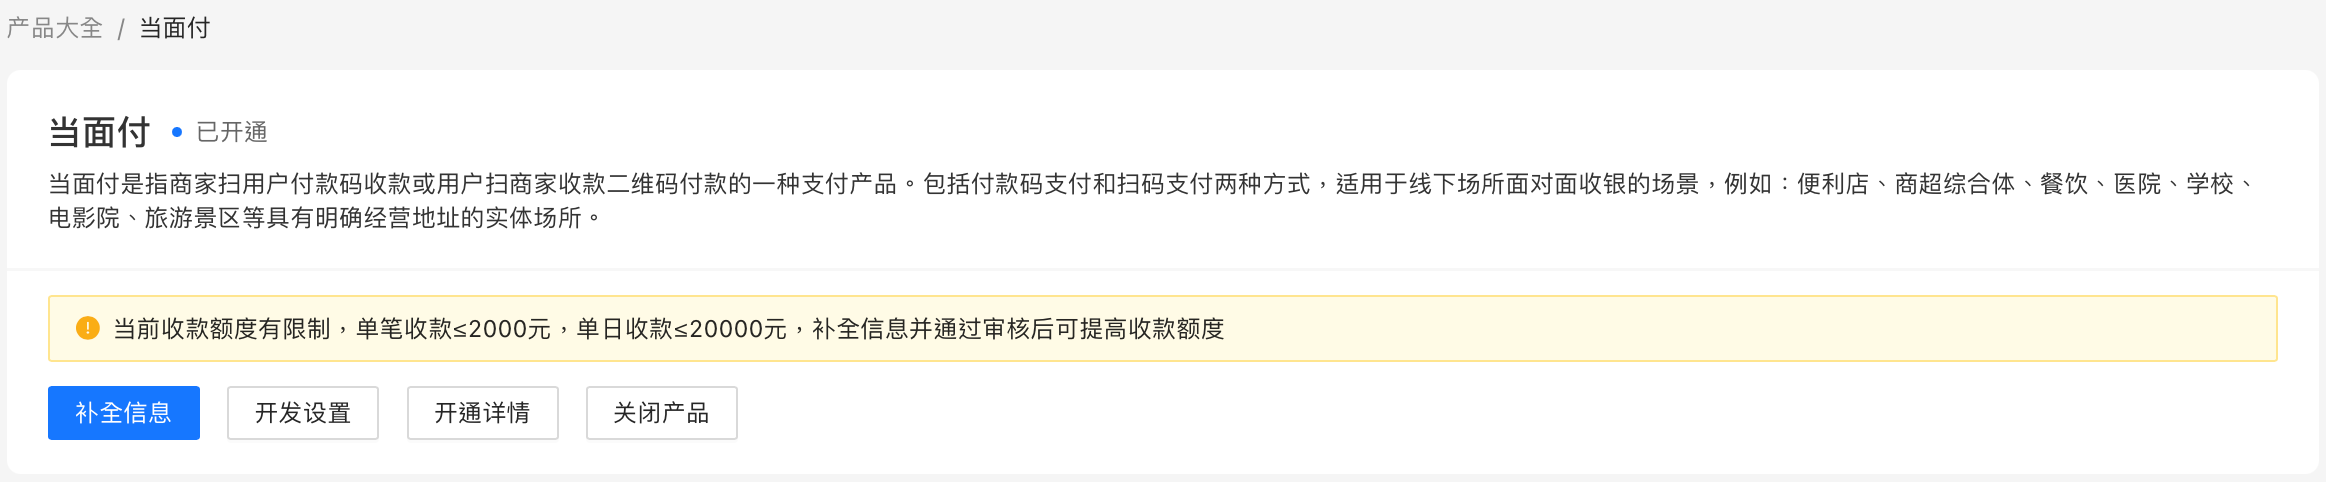 产品大全 / 当面付
当面付 已开通
当面付是指商家扫用户付款码收款或用户扫商家收款二维码付款的一种支付产品。包括付款码支付和扫码支付两种方式，适用于线下场所面对面收银的场景，例如：便利店、商超综合体、餐饮、医院、学校、
电影院、旅游景区等具有明确经营地址的实体场所。
当前收款额度有限制，单笔收款≤2000元，单日收款≤20000元，补全信息并通过审核后可提高收款额度
补全信息 开发设置 开通详情 关闭产品